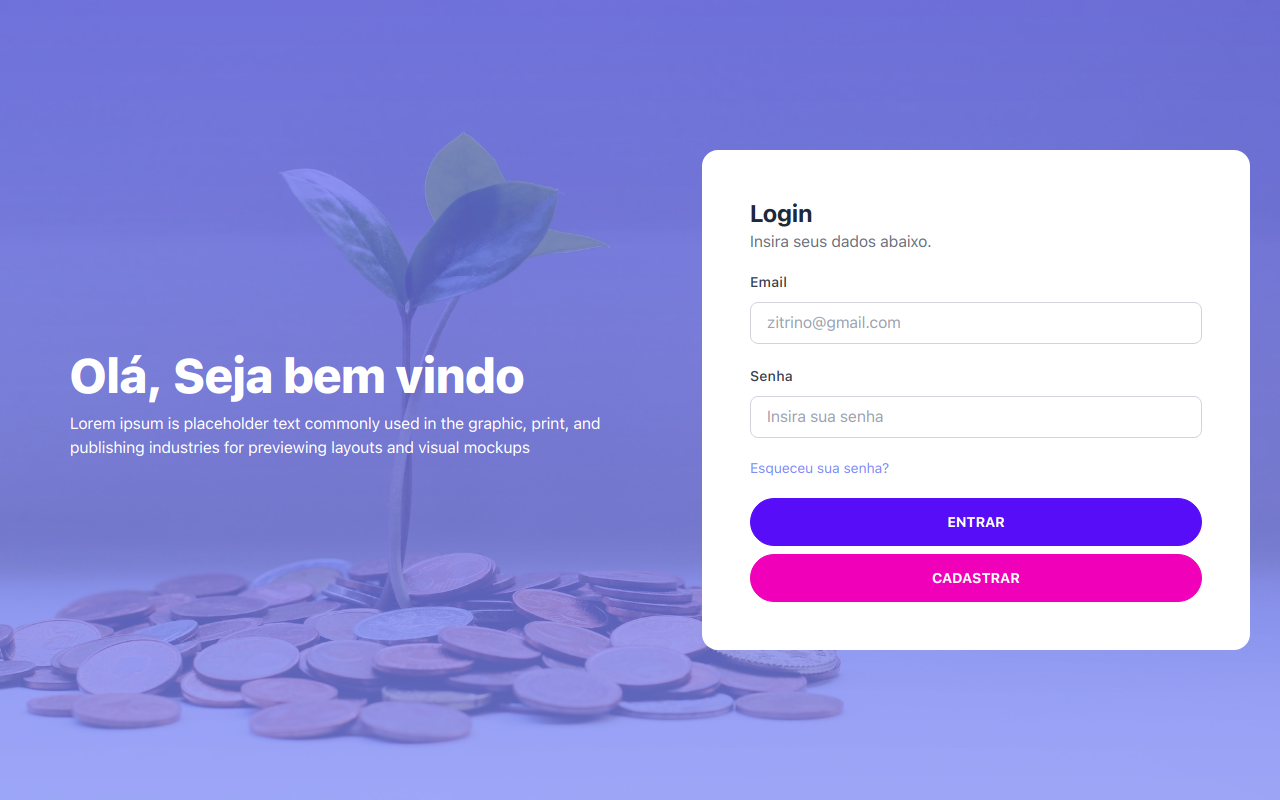 Olá, Seja bem vindo
Lorem ipsum is placeholder text commonly used in the graphic, print, and
publishing industries for previewing layouts and visual mockups
Login
Insira seus dados abaixo.
Email
zitrino@gmail.com
Senha
Insira sua senha
Esqueceu sua senha?
ENTRAR
CADASTRAR